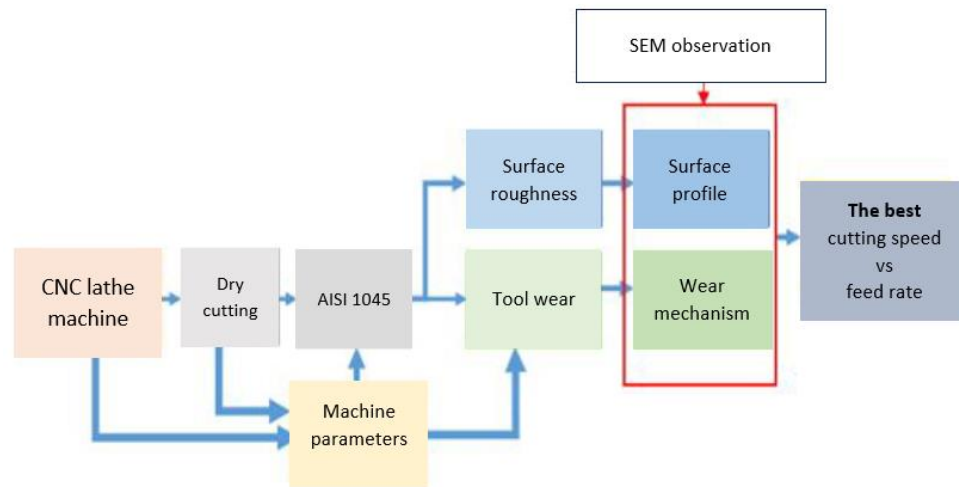 SEM observation
Surface
roughness
Surface
profile
The best
cutting speed
vs
feed rate
CNC lathe
machine
Dry
cutting
AISI 1045
Tool wear
Wear
mechanism
Machine
parameters